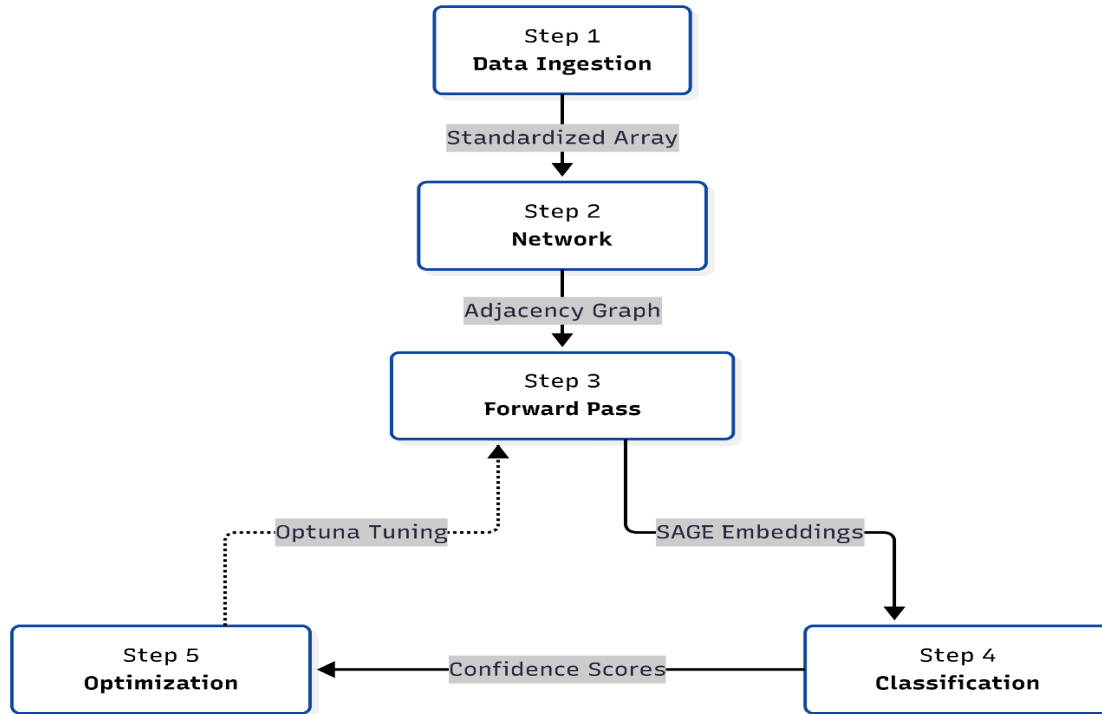 Step 1
Data Ingestion
Standardized Array
Step 2
Network
Adjacency Graph
Step 3
Forward Pass
Optuna Tuning
SAGE Embeddings
Step 5
Optimization
Confidence Scores
Step 4
Classification